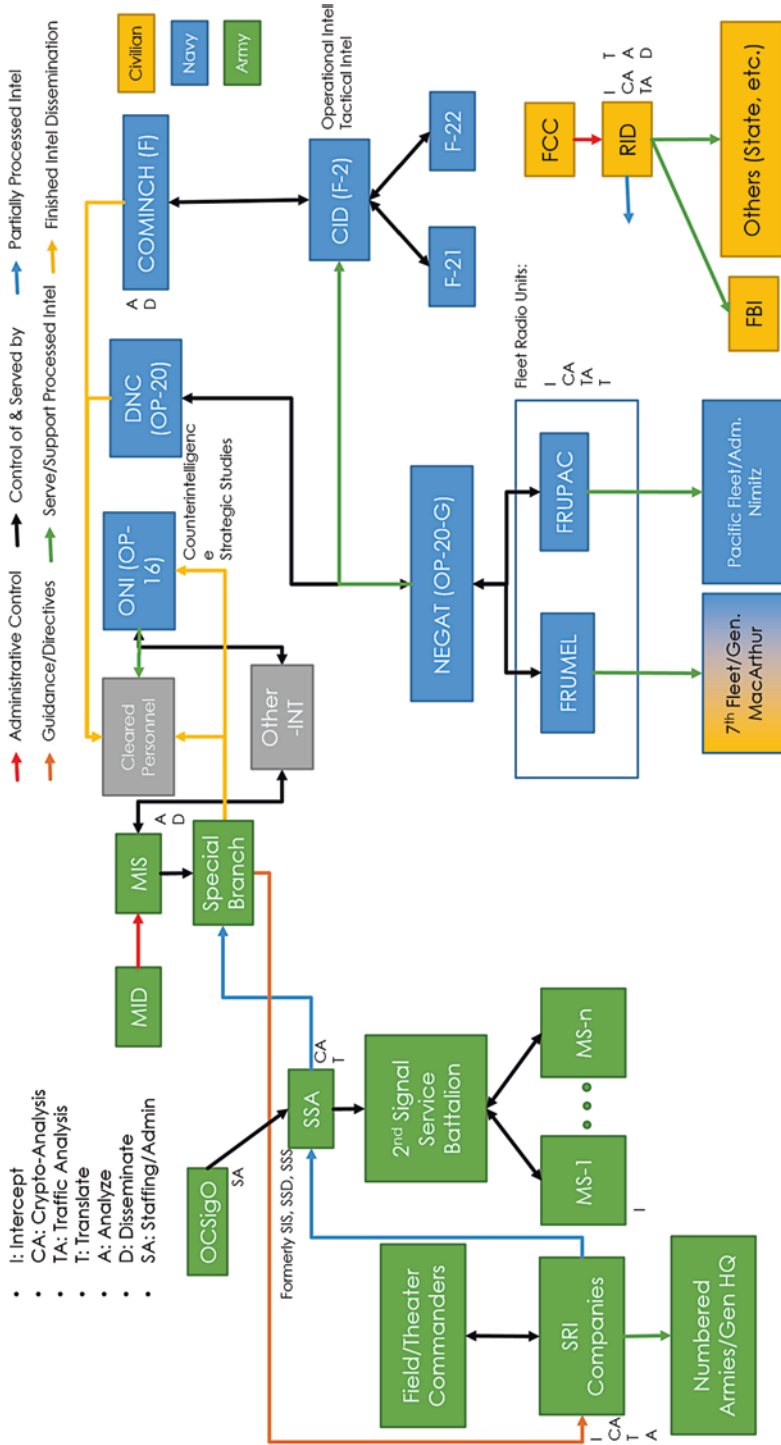 • I: Intercept
• CA: Crypto-Analysis
• TA: Traffic Analysis
• T: Translate
• A: Analyze
• D: Disseminate
• SA: Staffing/Admin
Administrative Control
Control of & Served by
Partially Processed Intel
Guidance/Directives
Serve/Support Processed Intel
Finished Intel Dissemination
Civilian
Navy
Army
MID
MIS
A
D
Special
Branch
Cleared
Personnel
Other
-INT
ONI (OP-
16)
Counterintelligenc
e
Strategic Studies
DNC
(OP-20)
COMINCH (F)
A
D
CID (F-2)
Operational Intel
Tactical Intel
F-21
F-22
OCSigO
SA
Formerly SIS, SSD, SSS
SSA
CA
T
2nd Signal
Service
Battalion
MS-1
MS-n
I
Field/Theater
Commanders
SRI
Companies
I
CA
T
A
Numbered
Armies/Gen HQ
NEGAT (OP-20-G)
Fleet Radio Units:
I
CA
TA
T
FRUMEL
FRUPAC
7th Fleet/Gen.
MacArthur
Pacific Fleet/Adm.
Nimitz
FCC
RID
I T
CA A
TA D
FBI
Others (State, etc.)